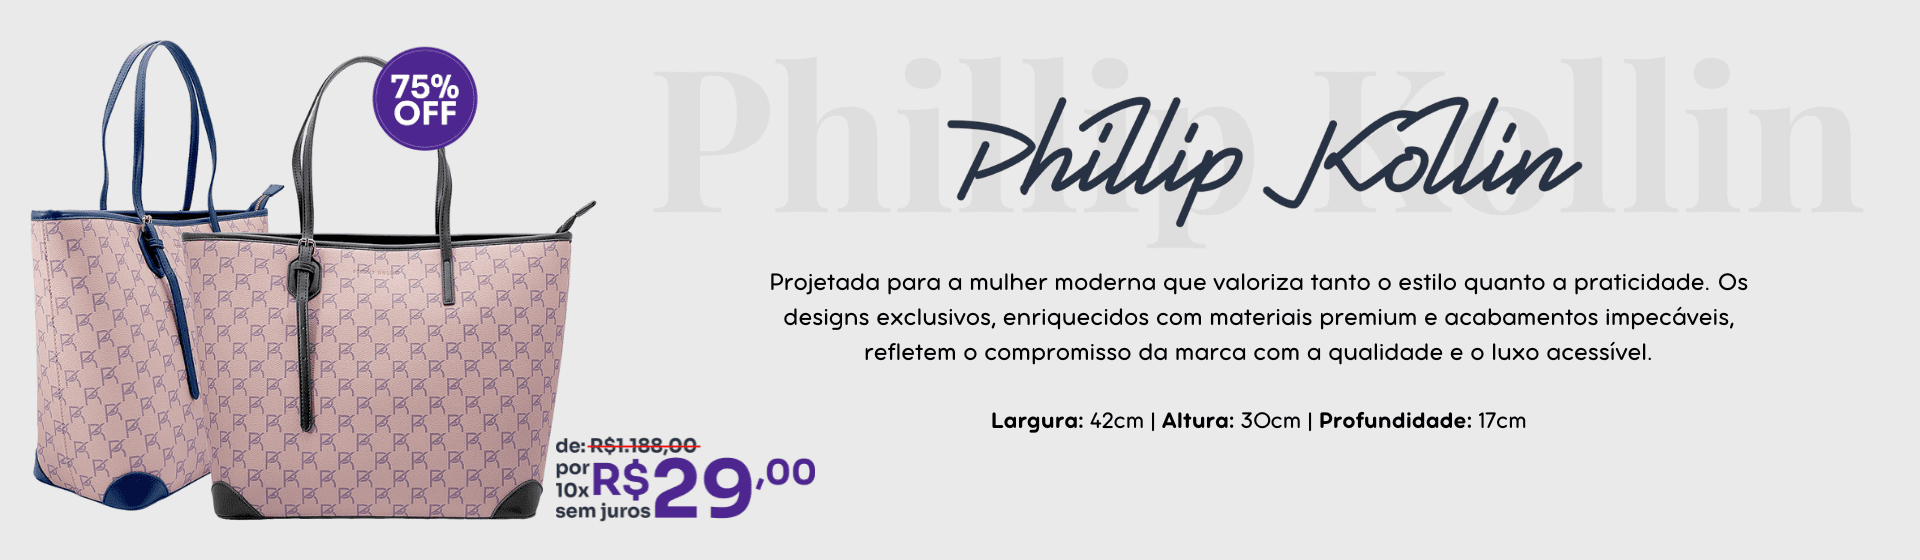 75%
OFF
Phillip Kollin
Phillip Kollin
Projetada para a mulher moderna que valoriza tanto o estilo quanto a praticidade. Os
designs exclusivos, enriquecidos com materiais premium e acabamentos impecáveis,
refletem o compromisso da marca com a qualidade e o luxo acessível.
Largura: 42cm | Altura: 30cm | Profundidade: 17cm
de: R$1.188,00
por
10x
sem juros
R$29,00